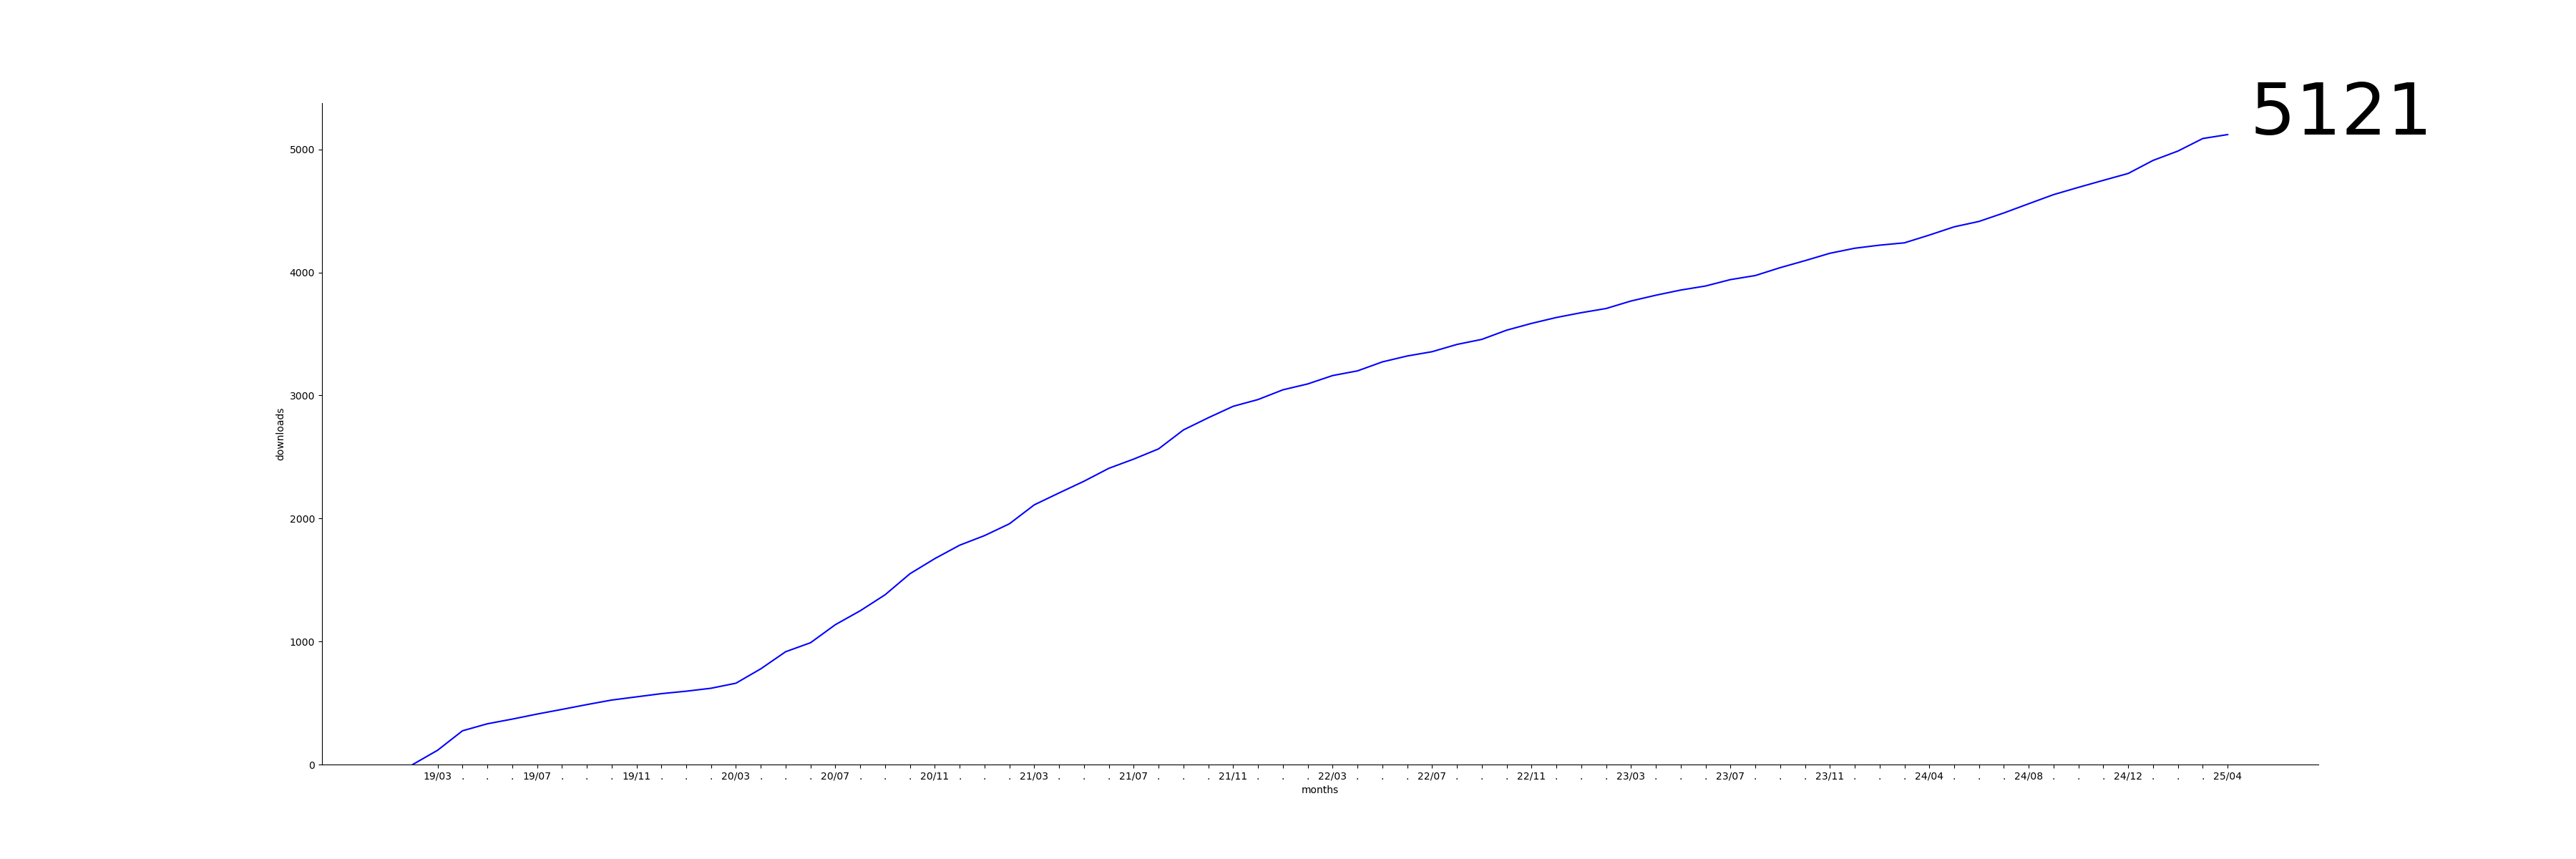 5121
5000
4000
3000
2000
1000
0
downloads
19/03 . . . 19/07 . . . 19/11 . . . 20/03 . . . 20/07 . . . 20/11 . . . 21/03 . . . 21/07 . . . 21/11 . . . 22/03 . . . 22/07 . . . 22/11 . . . 23/03 . . . 23/07 . . . 23/11 . . . 24/04 . . . 24/08 . . . 24/12 . . . 25/04
months